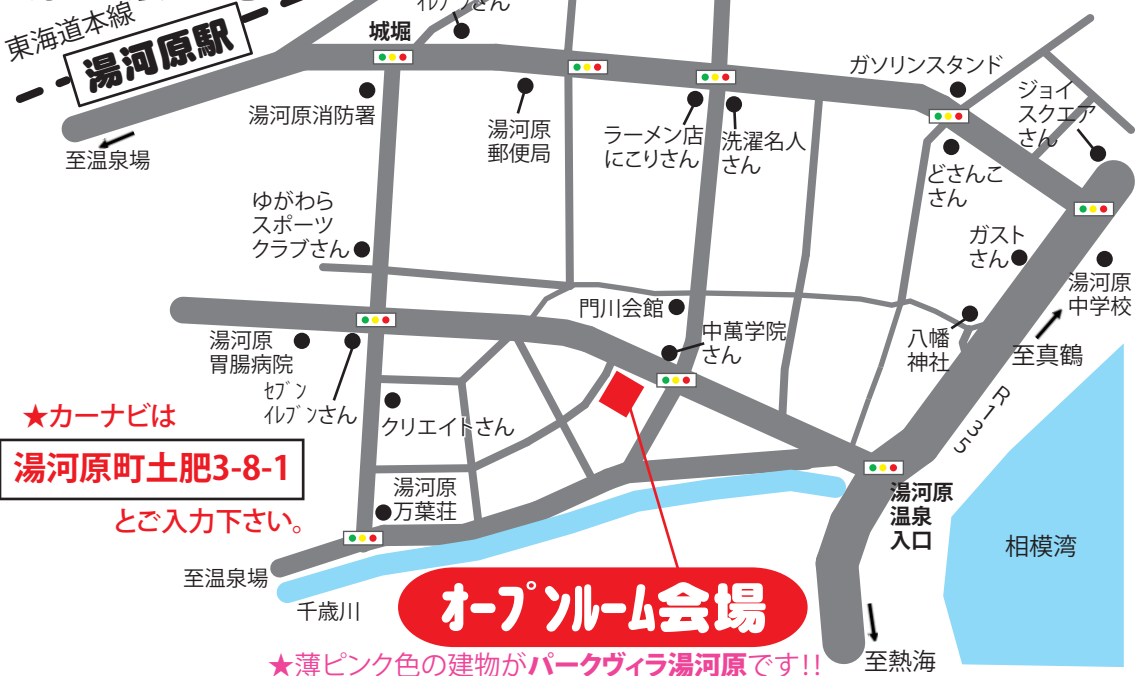 東海道本線
湯河原駅
至温泉場
城堀
湯河原消防署
湯河原
郵便局
ラーメン店
にこりさん
洗濯名人
さん
ガソリンスタンド
ジョイ
スクエア
さん
どさんこ
さん
ガスト
さん
湯河原
中学校
至真鶴
R135
八幡
神社
ゆがわら
スポーツ
クラブさん
門川会館
中萬学院
さん
湯河原
胃腸病院
ｾﾌﾞﾝ
ｲﾚﾌﾞﾝさん
クリエイトさん
★カーナビは
湯河原町土肥3-8-1
とご入力下さい。
湯河原
万葉荘
至温泉場
千歳川
湯河原
温泉
入口
相模湾
至熱海
オープンルーム会場
★薄ピンク色の建物がパークヴィラ湯河原です!!